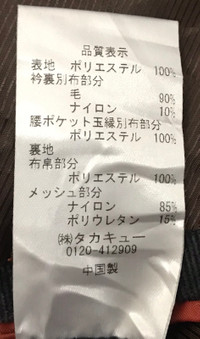 品質表示
表地 ポリエステル 100%
衿裏別布部分
毛 90%
ナイロン 10%
腰ポケット玉縁別布部分
ポリエステル 100%
裏地
布帛部分
ポリエステル 100%
メッシュ部分
ナイロン 85%
ポリウレタン 15%
㈱タカキュー
0120-412909
中国製